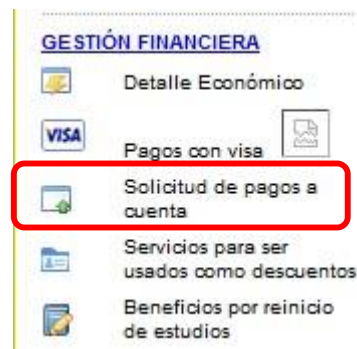 GESTIÓN FINANCIERA
Detalle Económico
VISA
Pagos con visa
Solicitud de pagos a
cuenta
Servicios para ser
usados como descuentos
Beneficios por reinicio
de estudios